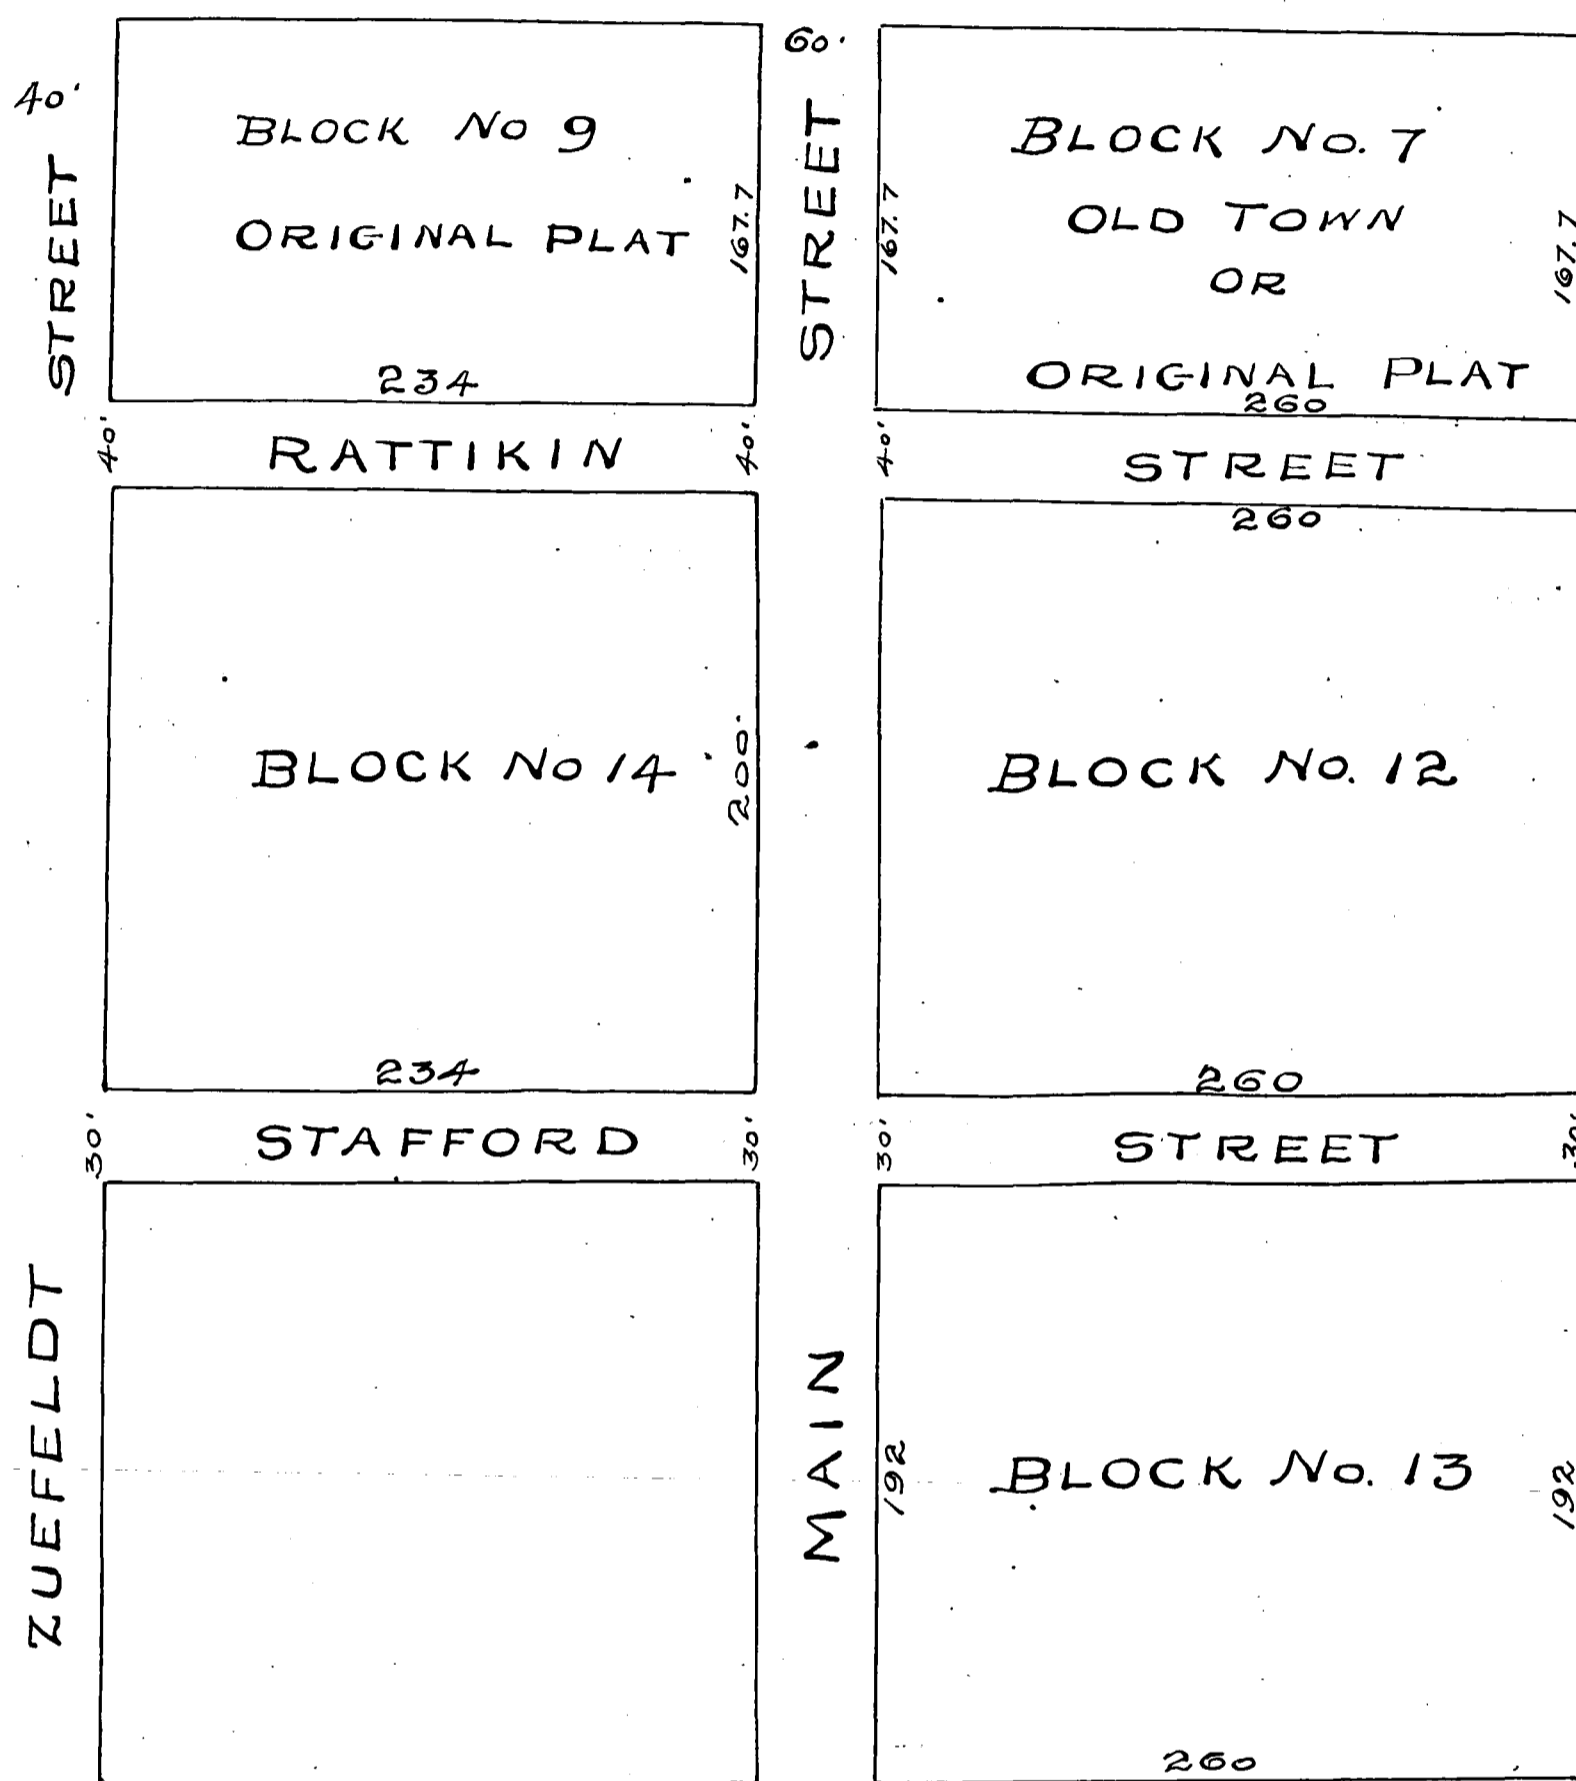 40'
STREET
BLOCK No 9
ORIGINAL PLAT
167.7
234
60'
STREET
167.7
BLOCK No. 7
OLD TOWN
OR
ORIGINAL PLAT
260
167.7
40'
RATTIKIN
40'
40'
STREET
260
BLOCK No 14
200'
234
BLOCK No. 12
260
30'
STAFFORD
30'
30'
STREET
30'
ZUEFELDT
MAIN
192
BLOCK No. 13
192
260